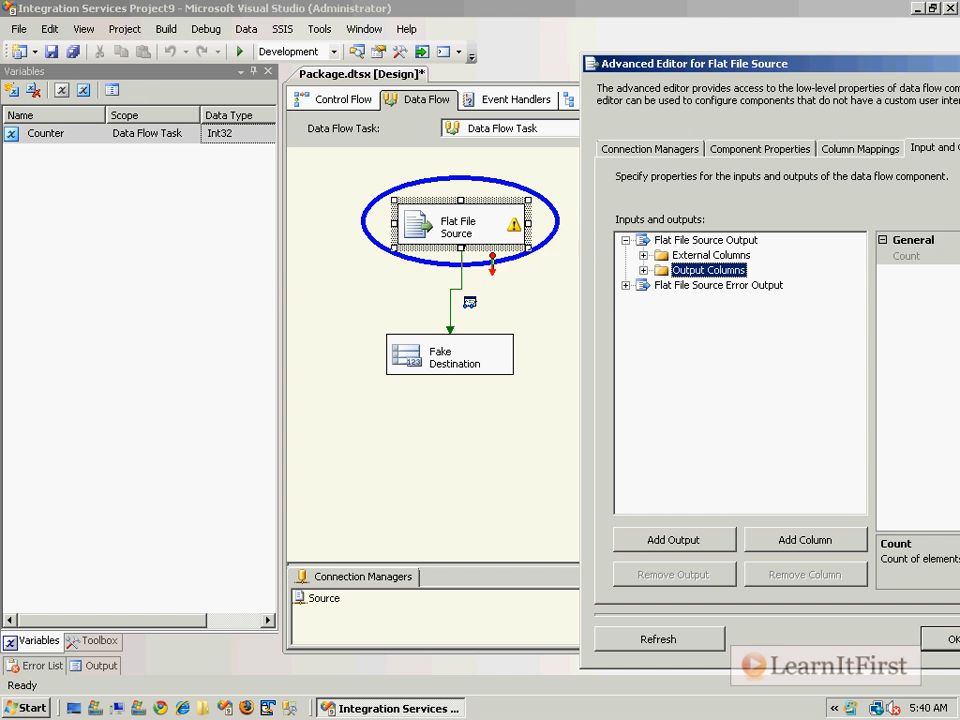 Integration Services Project9 - Microsoft Visual Studio (Administrator)
File Edit View Project Build Debug Data SSIS Tools Window Help
Development
Variables
Name Scope Data Type
Counter Data Flow Task Int32
Package.dtsx [Design]*
Control Flow Data Flow Event Handlers
Data Flow Task: Data Flow Task
Flat File
Source
Fake
Destination
123
Connection Managers
Source
Advanced Editor for Flat File Source
The advanced editor provides access to the low-level properties of data flow com
editor can be used to configure components that do not have a custom user inter
Connection Managers Component Properties Column Mappings Input and O
Specify properties for the inputs and outputs of the data flow component.
Inputs and outputs:
Flat File Source Output
External Columns
Output Columns
Flat File Source Error Output
General
Count
Add Output Add Column
Remove Output Remove Column
Count
Count of elements
Refresh OK
LearnItFirst
Variables Toolbox
Error List Output
Ready
Start Integration Services ... 5:40 AM